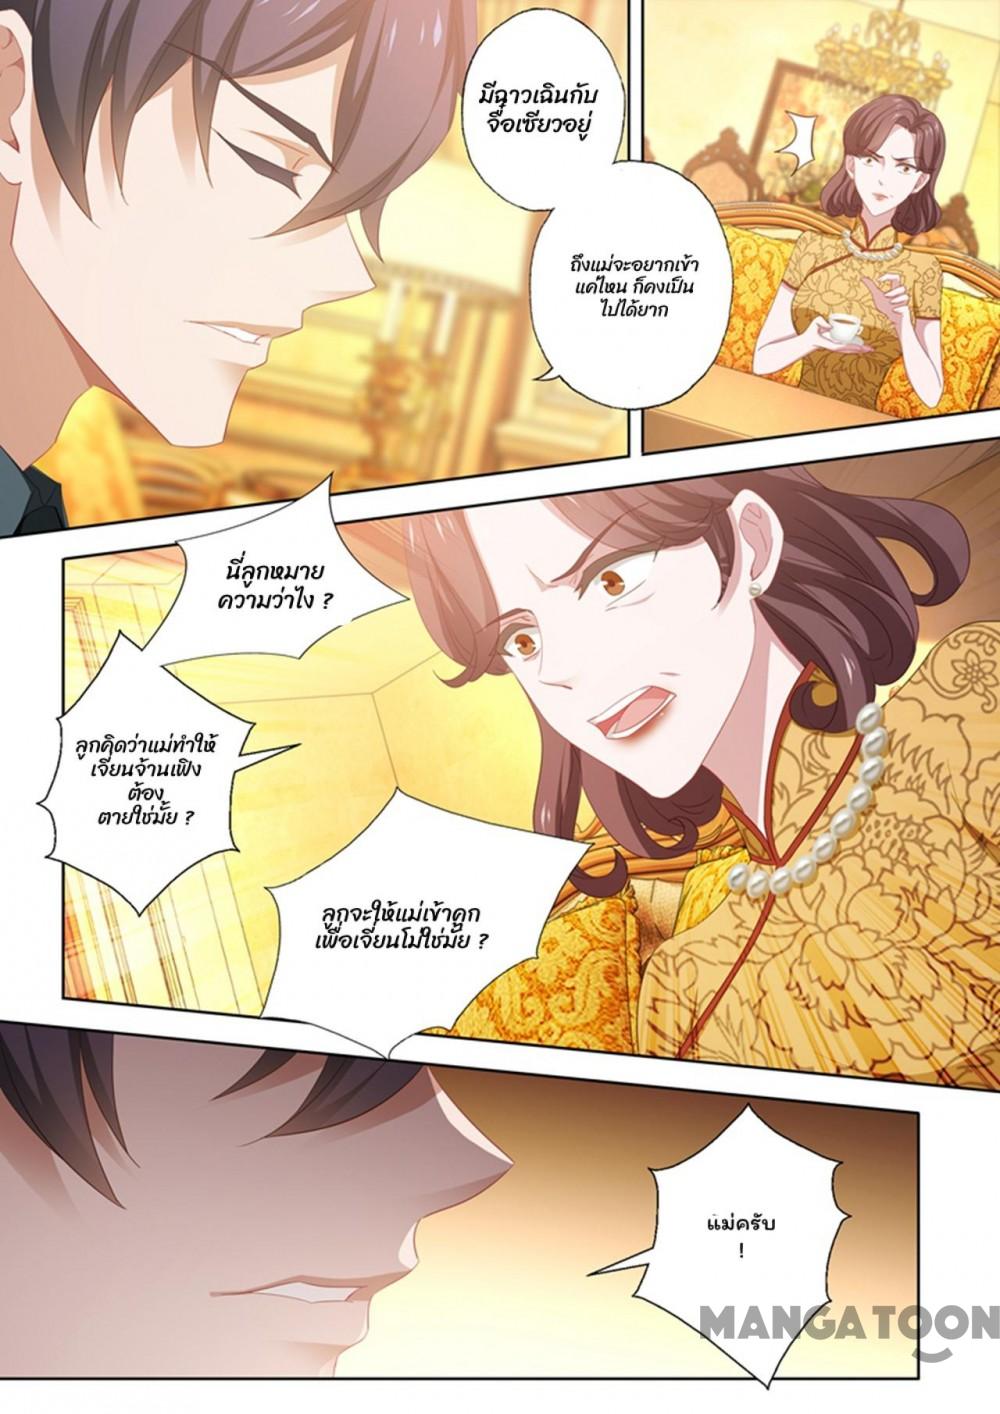 มีฉาวเฉินกับ
จื๋อเซียวอยู่
ถึงแม่จะอยากเข้า
แค่ไหน ก็คงเป็น
ไปได้ยาก
นี่ลูกหมาย
ความว่าไง ?
ลูกคิดว่าแม่ทำให้
เจี่ยนจ้านเฟิง
ต้อง
ตายใช่มั้ย ?
ลูกจะให้แม่เข้าคุก
เพื่อเจี่ยนโม่ใช่มั้ย ?
แม่ครับ
!
MANGATOON